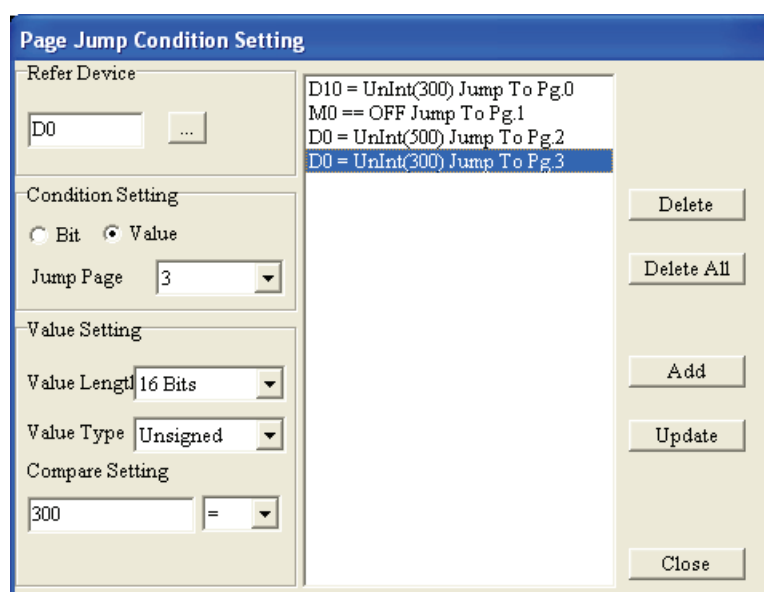 Page Jump Condition Setting
Refer Device
D0
...
Condition Setting
Bit
Value
Jump Page
3
Value Setting
Value Lengtl
16 Bits
Value Type
Unsigned
Compare Setting
300
=
D10 = UnInt(300) Jump To Pg.0
M0 == OFF Jump To Pg.1
D0 = UnInt(500) Jump To Pg.2
D0 = UnInt(300) Jump To Pg.3
Delete
Delete All
Add
Update
Close